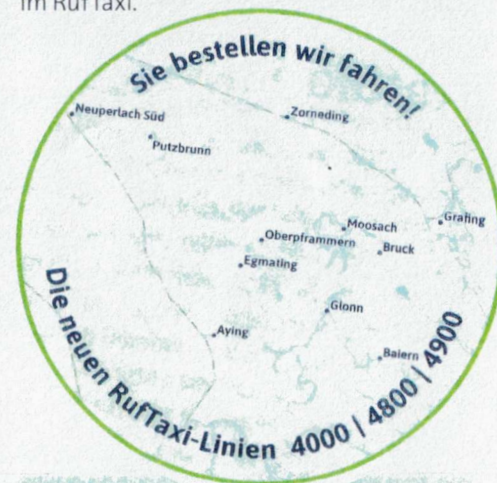 im RufTaxi.
Sie bestellen wir fahren!
Neuperlach Süd
Zorneding
Putzbrunn
Grafing
Moosach
Oberpframmern
Bruck
Egmating
Glonn
Aying
Baiern
Die neuen RufTaxi-Linien 4000 | 4800 | 4900